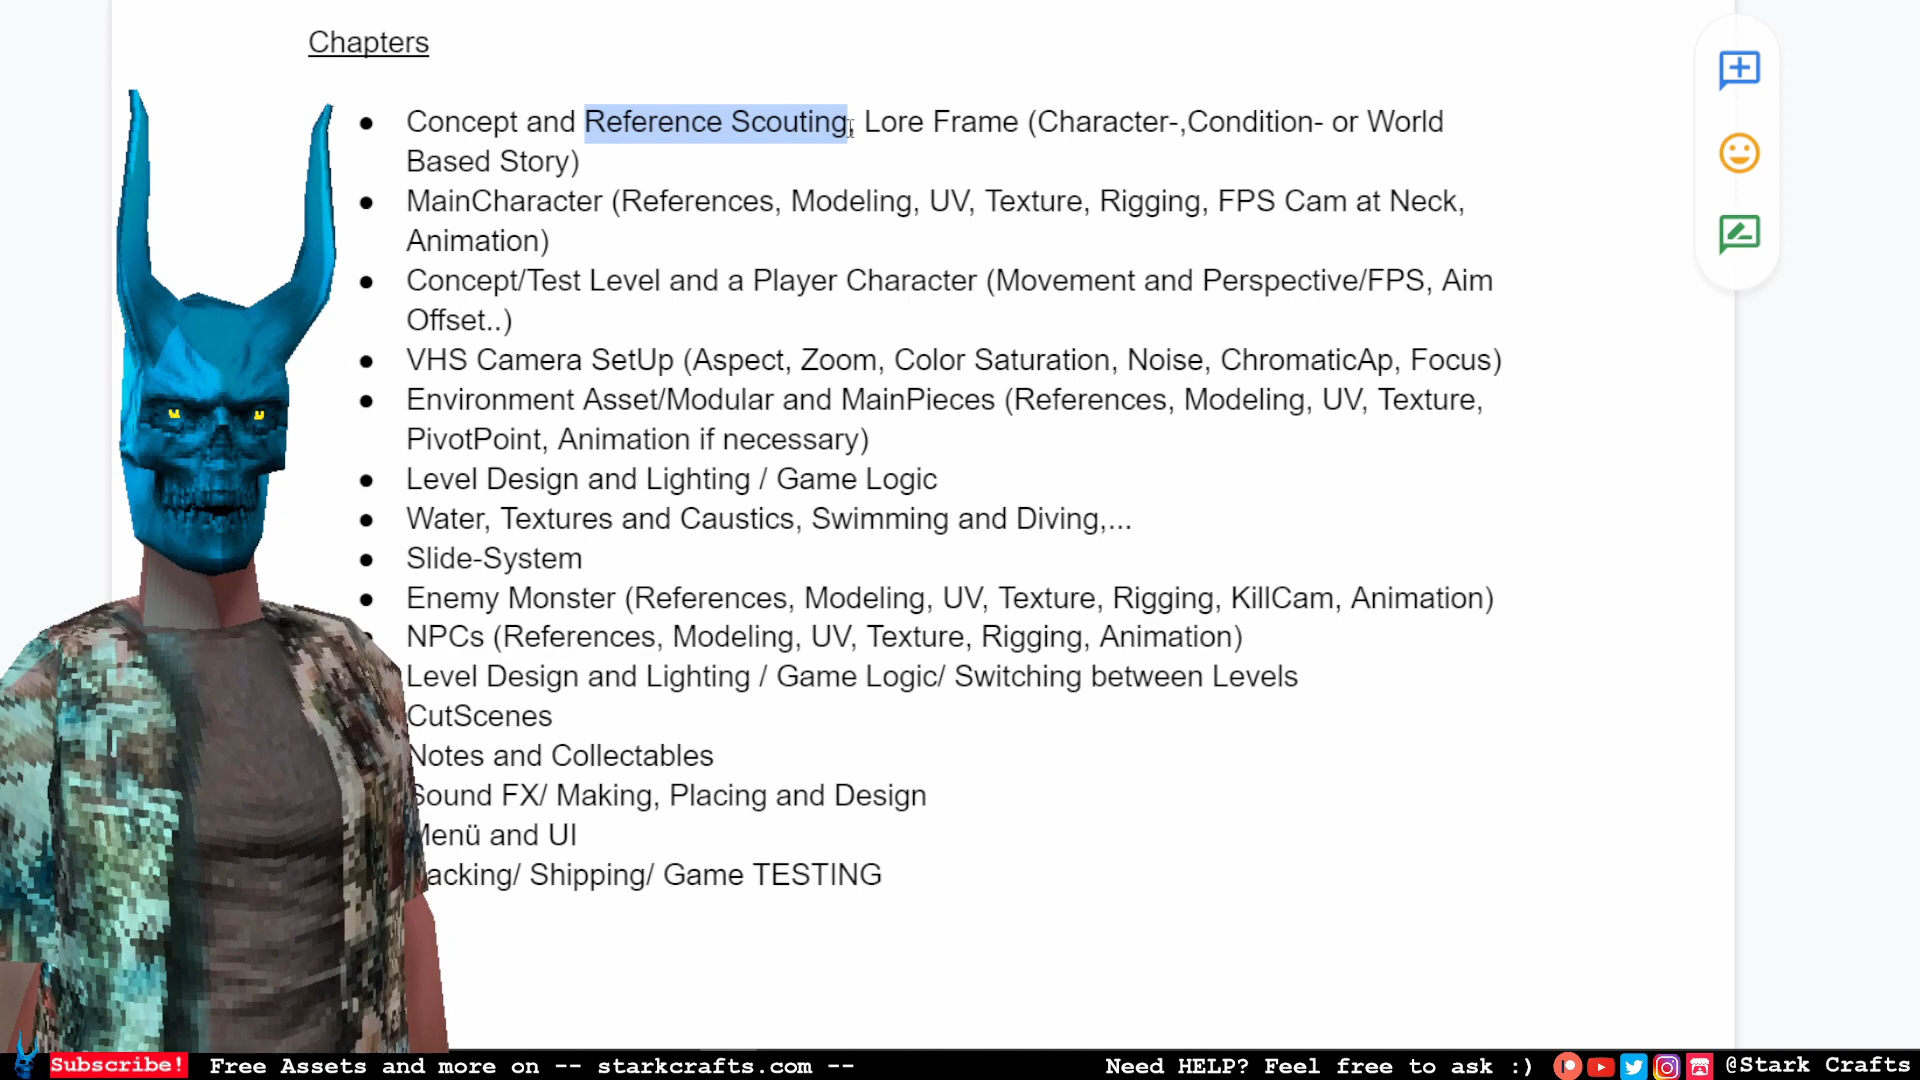 Chapters
Concept and Reference Scouting, Lore Frame (Character-,Condition- or World
Based Story)
MainCharacter (References, Modeling, UV, Texture, Rigging, FPS Cam at Neck,
Animation)
Concept/Test Level and a Player Character (Movement and Perspective/FPS, Aim
Offset..)
VHS Camera SetUp (Aspect, Zoom, Color Saturation, Noise, ChromaticAp, Focus)
Environment Asset/Modular and MainPieces (References, Modeling, UV, Texture,
PivotPoint, Animation if necessary)
Level Design and Lighting / Game Logic
Water, Textures and Caustics, Swimming and Diving,...
Slide-System
Enemy Monster (References, Modeling, UV, Texture, Rigging, KillCam, Animation)
NPCs (References, Modeling, UV, Texture, Rigging, Animation)
Level Design and Lighting / Game Logic/ Switching between Levels
CutScenes
Notes and Collectables
Sound FX/ Making, Placing and Design
Menü and UI
acking/ Shipping/ Game TESTING
Subscribe! Free Assets and more on -- starkcrafts.com -- Need HELP? Feel free to ask :) @Stark Crafts